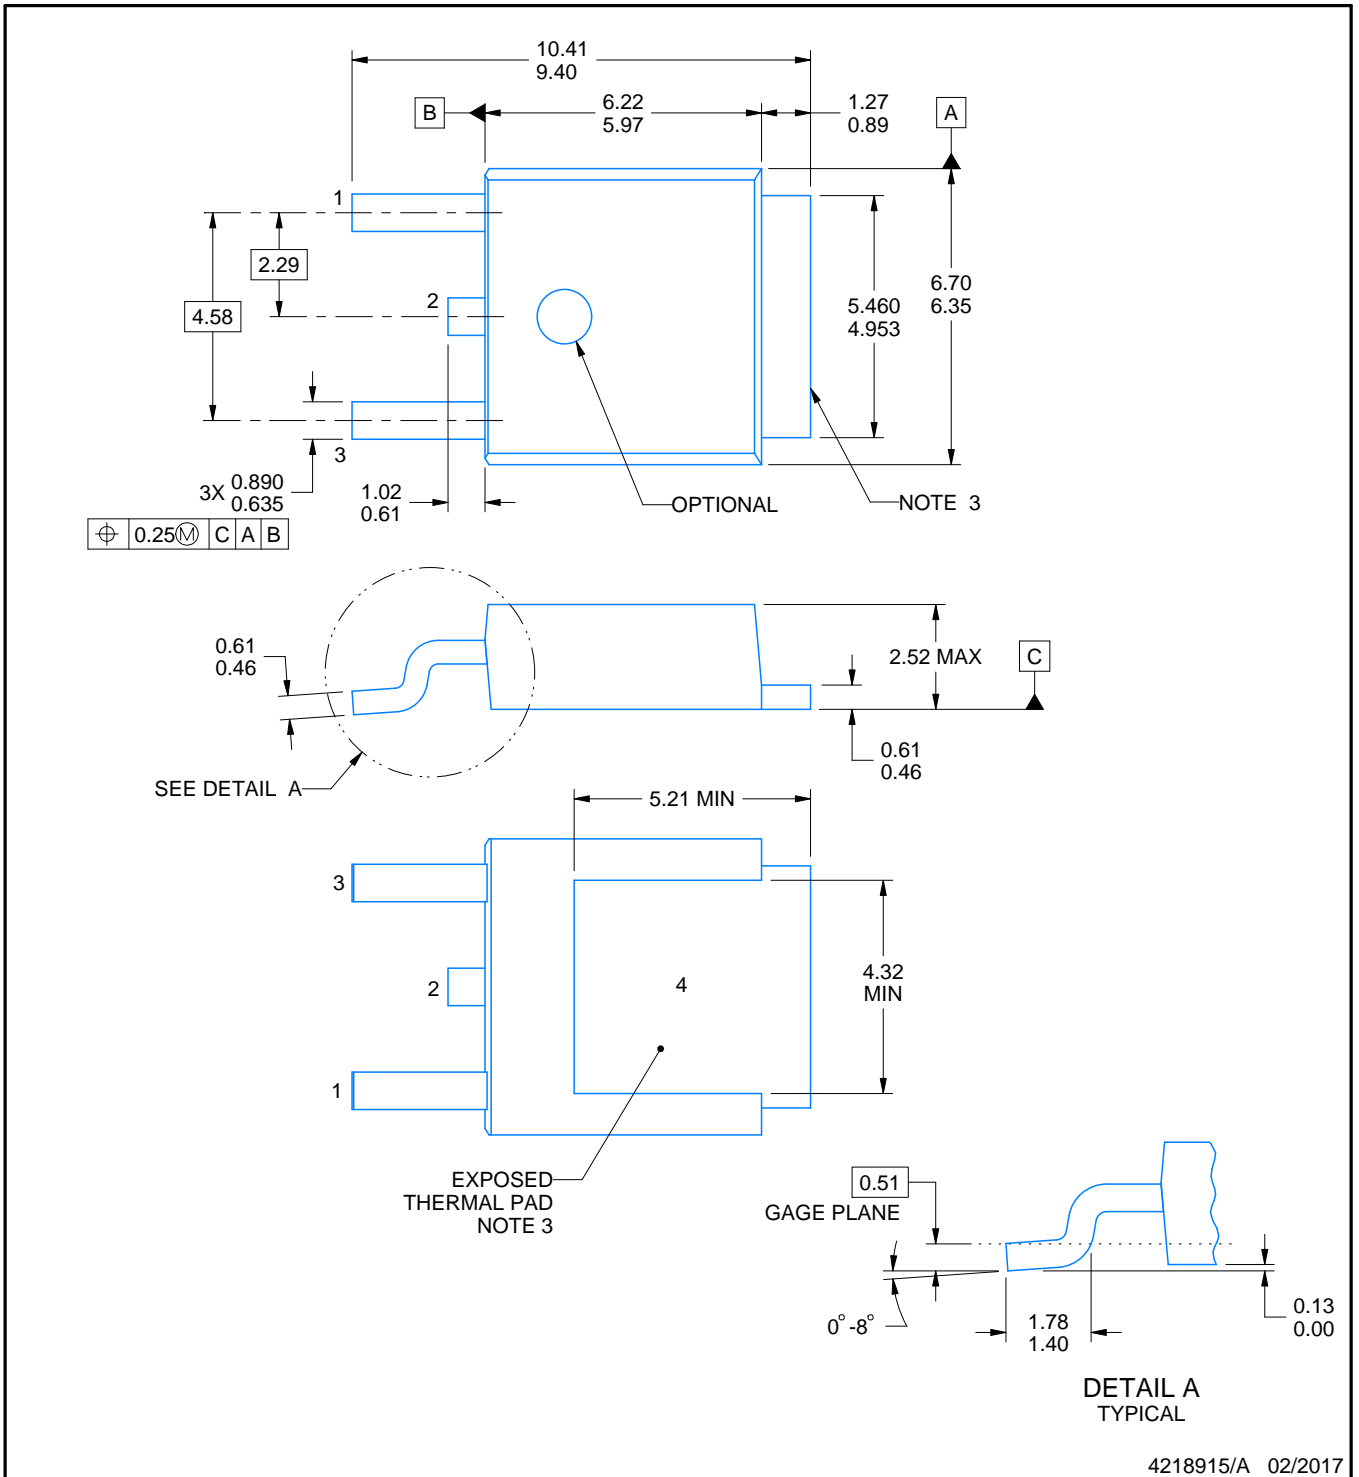 10.41
9.40
B
6.22
5.97
1.27
0.89
A
1
2.29
2
4.58
5.460
4.953
6.70
6.35
3
3X 0.890
0.635
1.02
0.61
OPTIONAL
NOTE 3
⌖ 0.25Ⓜ C A B
0.61
0.46
2.52 MAX
C
0.61
0.46
SEE DETAIL A
5.21 MIN
3
2
4
4.32
MIN
1
EXPOSED
THERMAL PAD
NOTE 3
0.51
GAGE PLANE
0°-8°
1.78
1.40
0.13
0.00
DETAIL A
TYPICAL
4218915/A 02/2017